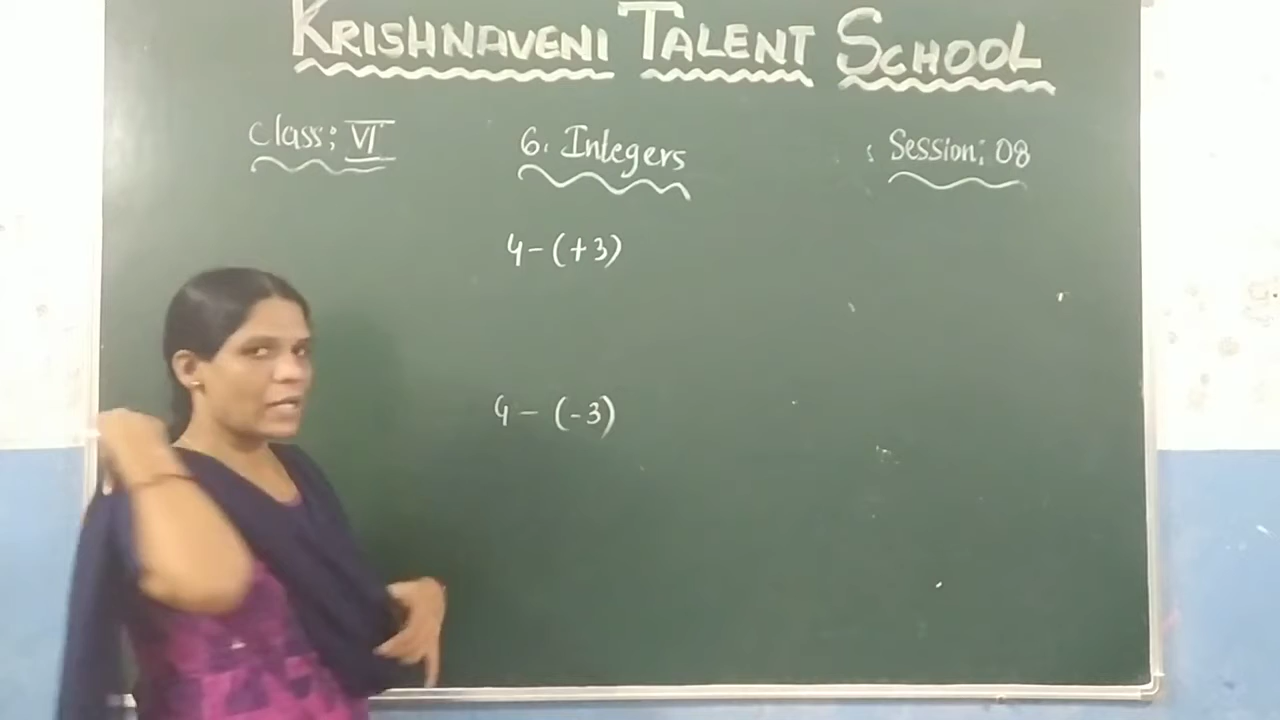 KRISHNAVENI TALENT SCHOOL
Class: VI
6. Integers
Session: 08
4-(+3)
4-(-3)